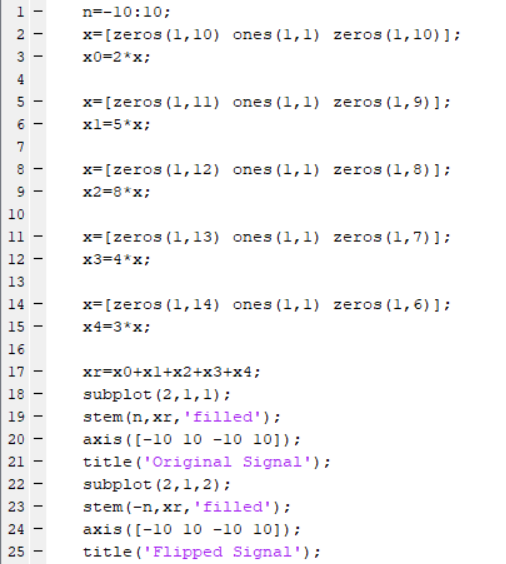 1 - n=-10:10;
2 - x=[zeros(1,10) ones(1,1) zeros(1,10)];
3 - x0=2*x;
4
5 - x=[zeros(1,11) ones(1,1) zeros(1,9)];
6 - x1=5*x;
7
8 - x=[zeros(1,12) ones(1,1) zeros(1,8)];
9 - x2=8*x;
10
11 - x=[zeros(1,13) ones(1,1) zeros(1,7)];
12 - x3=4*x;
13
14 - x=[zeros(1,14) ones(1,1) zeros(1,6)];
15 - x4=3*x;
16
17 - xr=x0+x1+x2+x3+x4;
18 - subplot(2,1,1);
19 - stem(n,xr,'filled');
20 - axis([-10 10 -10 10]);
21 - title('Original Signal');
22 - subplot(2,1,2);
23 - stem(-n,xr,'filled');
24 - axis([-10 10 -10 10]);
25 - title('Flipped Signal');